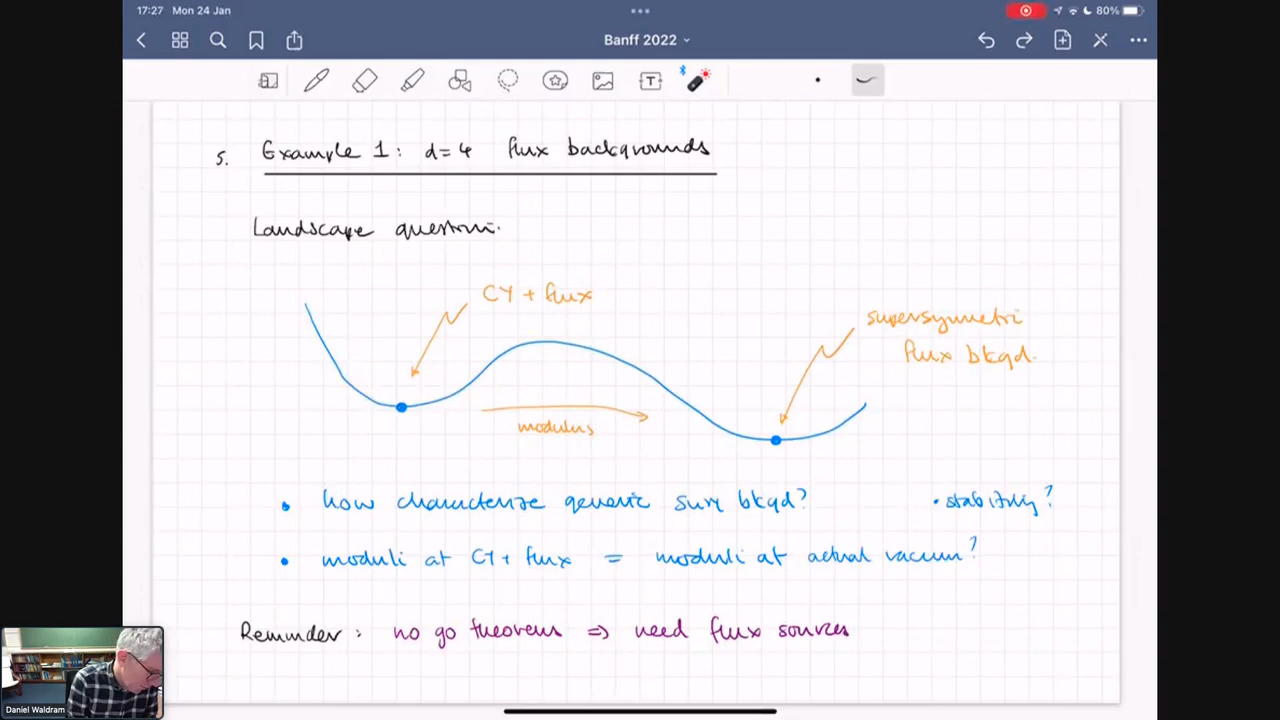 17:27 Mon 24 Jan
80%
Banff 2022
5. Example 1: d=4 flux backgrounds
Landscape question:
CY + flux
supersymmetric
flux bkgd.
modulus
• how characterise generic susy bkgd?
• stability?
• moduli at CY + flux = moduli at actual vacuum?
Reminder: no go theorems ⇒ need flux sources
Daniel Waldram